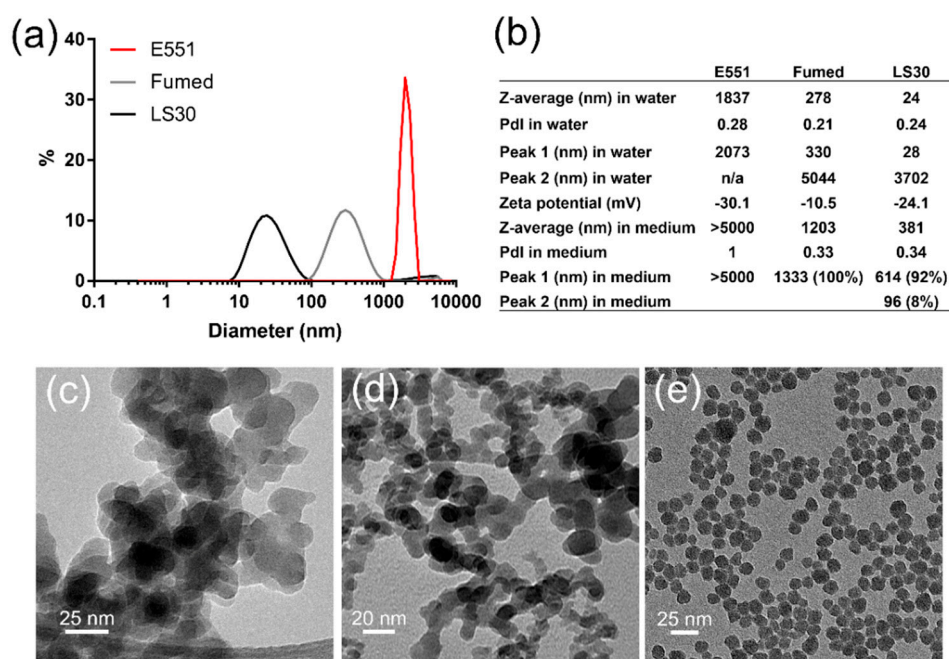 (a)
E551
Fumed
LS30
40
30
20
10
0
%
0.1 1 10 100 1000 10000
Diameter (nm)
(b)
E551 Fumed LS30
Z-average (nm) in water 1837 278 24
PdI in water 0.28 0.21 0.24
Peak 1 (nm) in water 2073 330 28
Peak 2 (nm) in water n/a 5044 3702
Zeta potential (mV) -30.1 -10.5 -24.1
Z-average (nm) in medium >5000 1203 381
PdI in medium 1 0.33 0.34
Peak 1 (nm) in medium >5000 1333 (100%) 614 (92%)
Peak 2 (nm) in medium 96 (8%)
(c)
25 nm
(d)
20 nm
(e)
25 nm